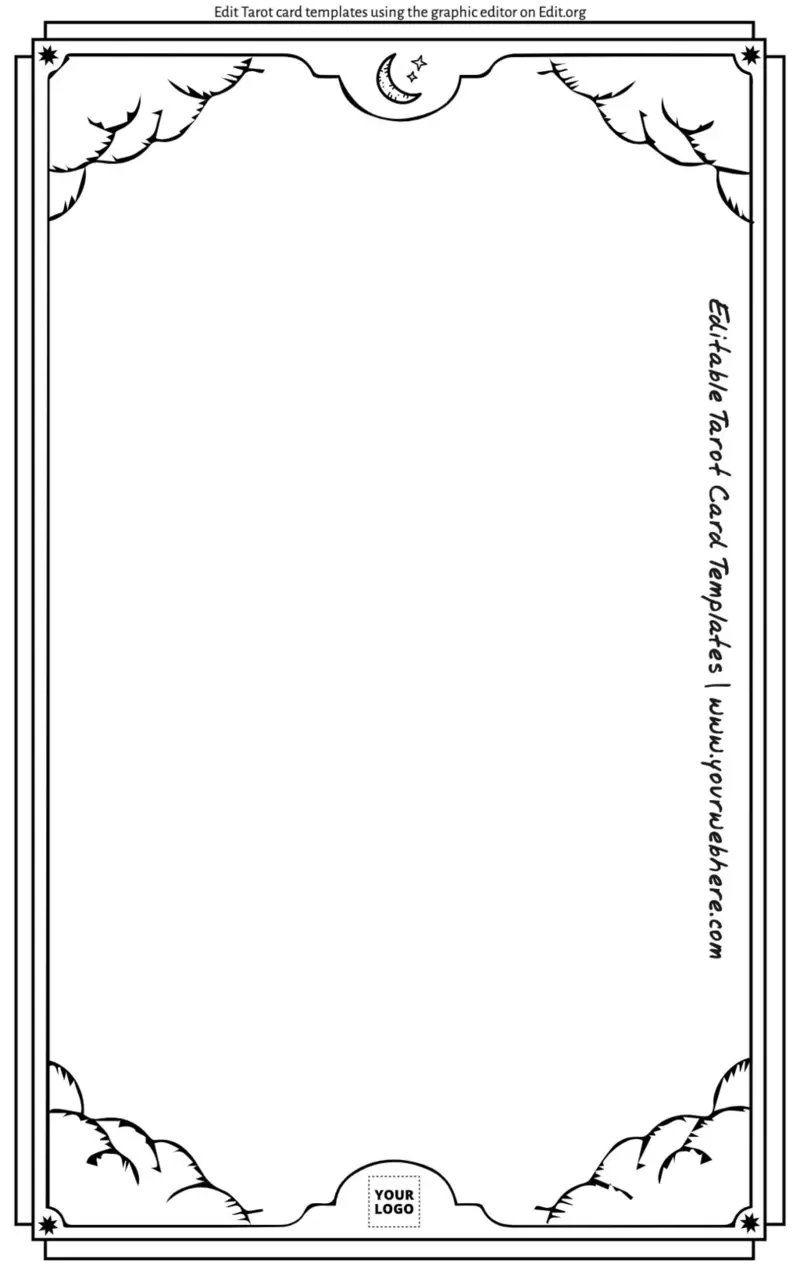 Edit Tarot card templates using the graphic editor on Edit.org
Editable Tarot Card Templates | www.yourwebhere.com
YOUR
LOGO